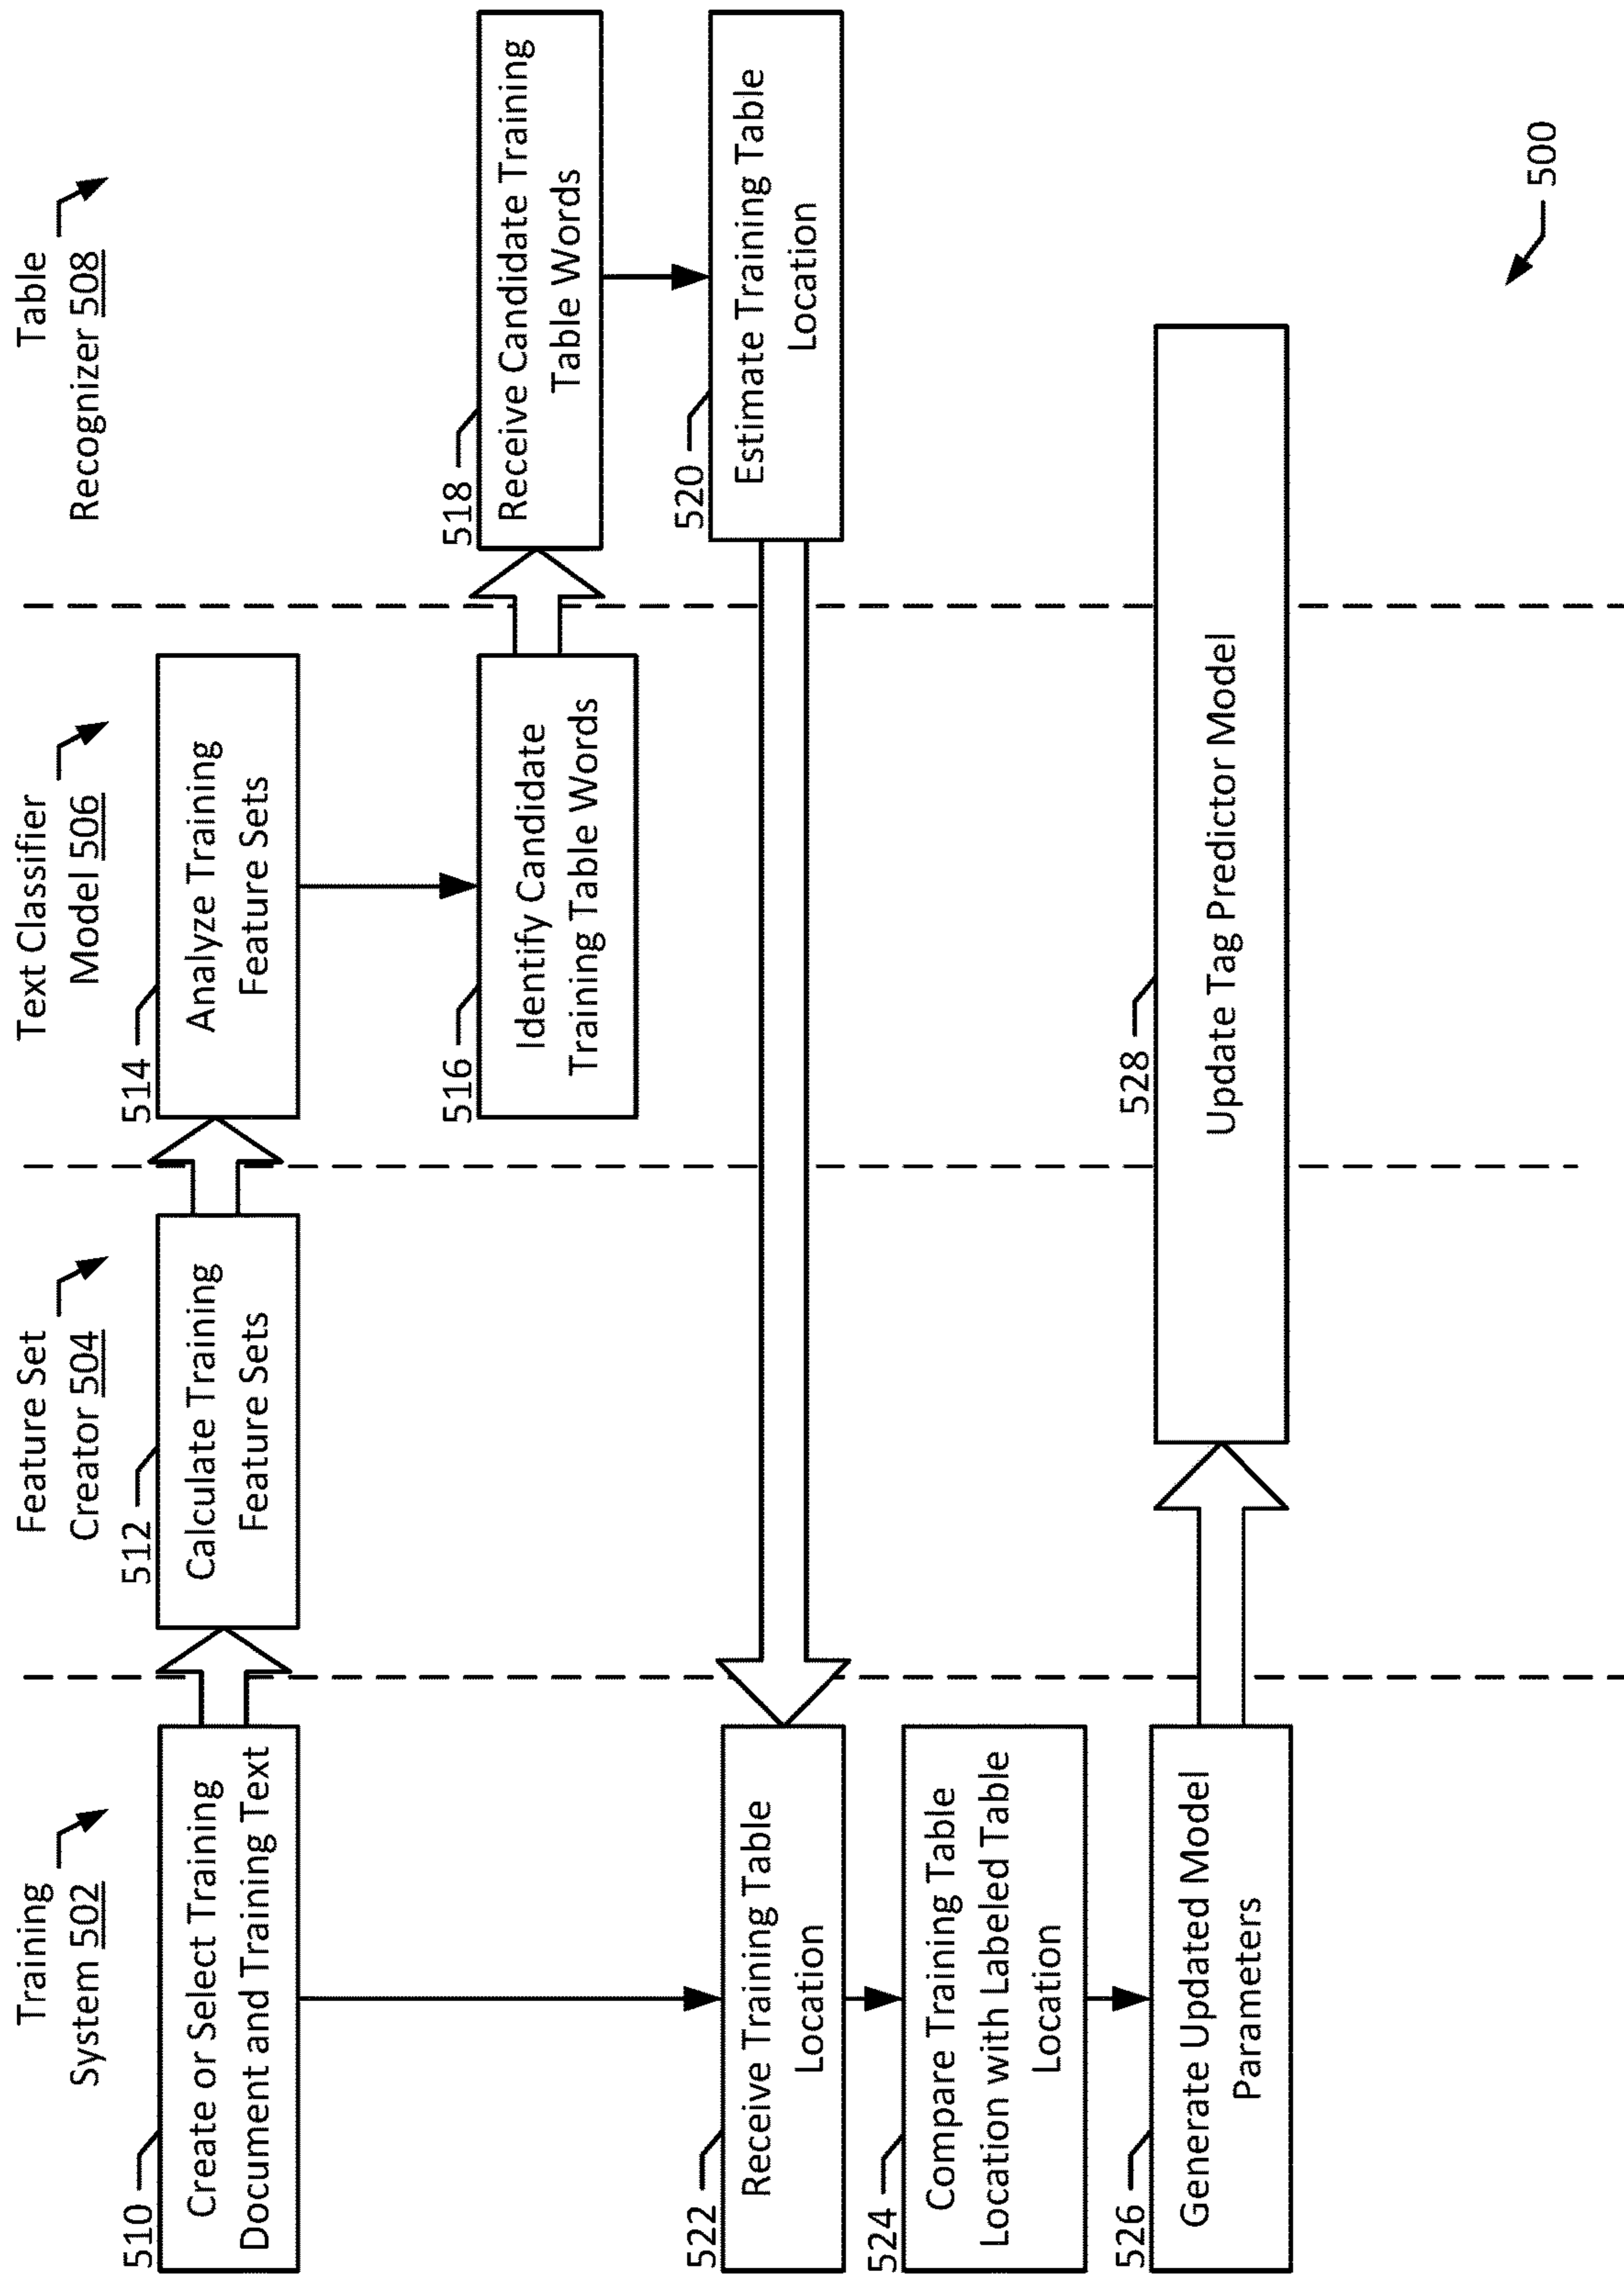 Training
System 502
Feature Set
Creator 504
Text Classifier
Model 506
Table
Recognizer 508
510
Create or Select Training
Document and Training Text
512
Calculate Training
Feature Sets
514
Analyze Training
Feature Sets
516
Identify Candidate
Training Table Words
518
Receive Candidate Training
Table Words
520
Estimate Training Table
Location
522
Receive Training Table
Location
524
Compare Training Table
Location with Labeled Table
Location
526
Generate Updated Model
Parameters
528
Update Tag Predictor Model
500